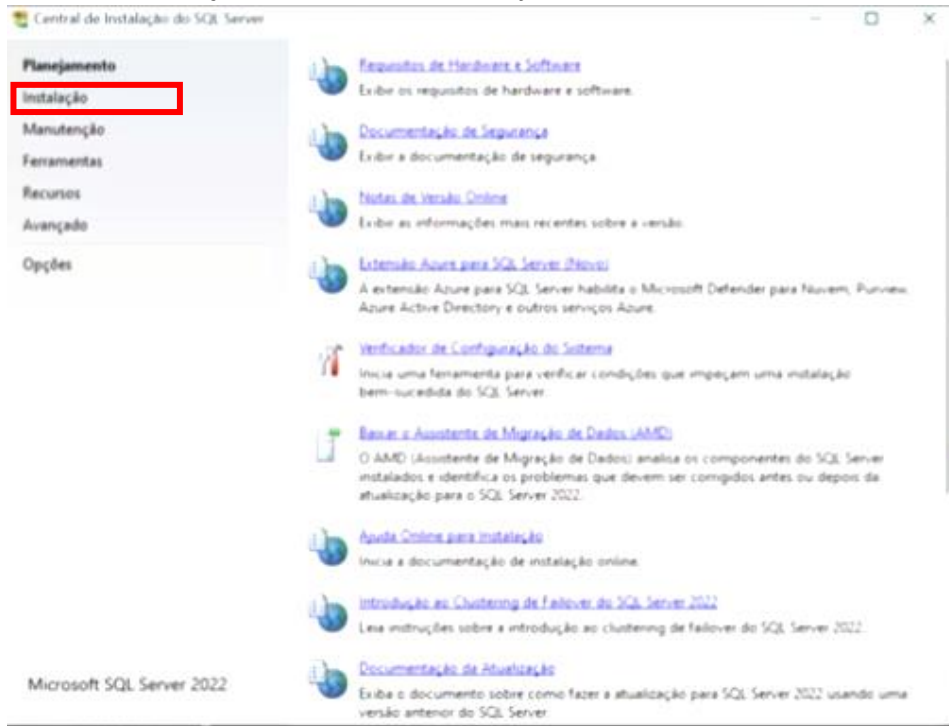 Central de Instalação do SQL Server
Planejamento
Instalação
Manutenção
Ferramentas
Recursos
Avançado
Opções
Microsoft SQL Server 2022
Requisitos de Hardware e Software
Exibe os requisitos de hardware e software.
Documentação de Segurança
Exibir a documentação de segurança
Notas de Versão Online
Exibe as informações mais recentes sobre a versão
Extensão Azure para SQL Server (Novo)
A extensão Azure para SQL Server habilita o Microsoft Defender para Nuvem, Purview,
Azure Active Directory e outros serviços Azure.
Verificador de Configuração do Sistema
Inicia uma ferramenta para verificar condições que impeçam uma instalação
bem-sucedida do SQL Server.
Baixar o Assistente de Migração de Dados (AMD)
O AMD (Assistente de Migração de Dados) analisa os componentes do SQL Server
instalados e identifica os problemas que devem ser corrigidos antes ou depois da
atualização para o SQL Server 2022.
Ajuda Online para Instalação
Inicia a documentação de instalação online.
Introdução ao Clustering de Failover do SQL Server 2022
Leia instruções sobre a introdução ao clustering de failover do SQL Server 2022.
Documentação da Atualização
Exiba o documento sobre como fazer a atualização para SQL Server 2022 usando uma
versão anterior do SQL Server.